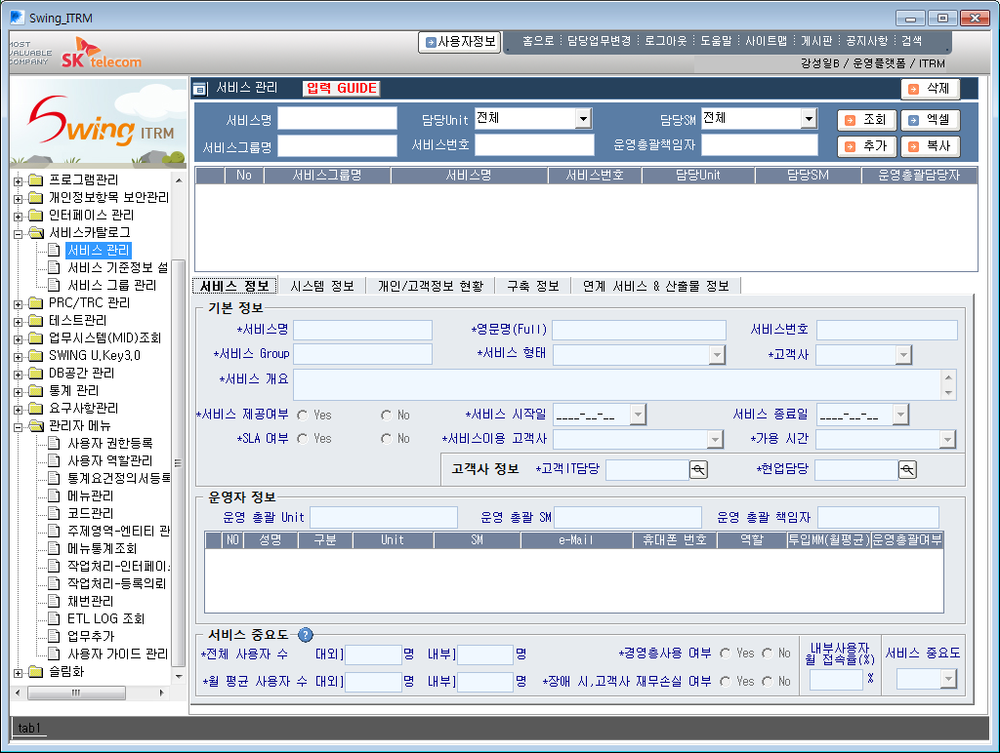 Swing_ITRM
MOST VALUABLE COMPANY
SK telecom
사용자정보
홈으로 담당업무변경 로그아웃 도움말 사이트맵 게시판 공지사항 검색
강성일B / 운영플랫폼 / ITRM
Swing ITRM
프로그램관리
개인정보항목 보안관리
인터페이스 관리
서비스카탈로그
서비스 관리
서비스 기준정보 설
서비스 그룹 관리
PRC/TRC 관리
테스트관리
업무시스템(MID)조회
SWING U.Key3.0
DB공간 관리
통계 관리
요구사항관리
관리자 메뉴
사용자 권한등록
사용자 역할관리
통계요건정의서등록
메뉴관리
코드관리
주제영역-엔티티 관
메뉴통계조회
작업처리-인터페이스
작업처리-등록의뢰
채번관리
ETL LOG 조회
업무추가
사용자 가이드 관리
슬림화
서비스 관리 입력 GUIDE 삭제
서비스명 담당Unit 전체 담당SM 전체 조회 엑셀
서비스그룹명 서비스번호 운영총괄책임자 추가 복사
No 서비스그룹명 서비스명 서비스번호 담당Unit 담당SM 운영총괄담당자
서비스 정보 시스템 정보 개인/고객정보 현황 구축 정보 연계 서비스 & 산출물 정보
기본 정보
*서비스명 *영문명(Full) 서비스번호
*서비스 Group *서비스 형태 *고객사
*서비스 개요
*서비스 제공여부 Yes No *서비스 시작일 ____-__-__ 서비스 종료일 ____-__-__
*SLA 여부 Yes No *서비스이용 고객사 *가용 시간
고객사 정보 *고객IT담당 *현업담당
운영자 정보
운영 총괄 Unit 운영 총괄 SM 운영 총괄 책임자
NO 성명 구분 Unit SM e-Mail 휴대폰 번호 역할 투입MM(월평균) 운영총괄여부
서비스 중요도 ?
*전체 사용자 수 대외] 명 내부] 명 *경영층사용 여부 Yes No 내부사용자 월 접속율(%) % 서비스 중요도
*월 평균 사용자 수 대외] 명 내부] 명 *장애 시,고객사 재무손실 여부 Yes No
tab1